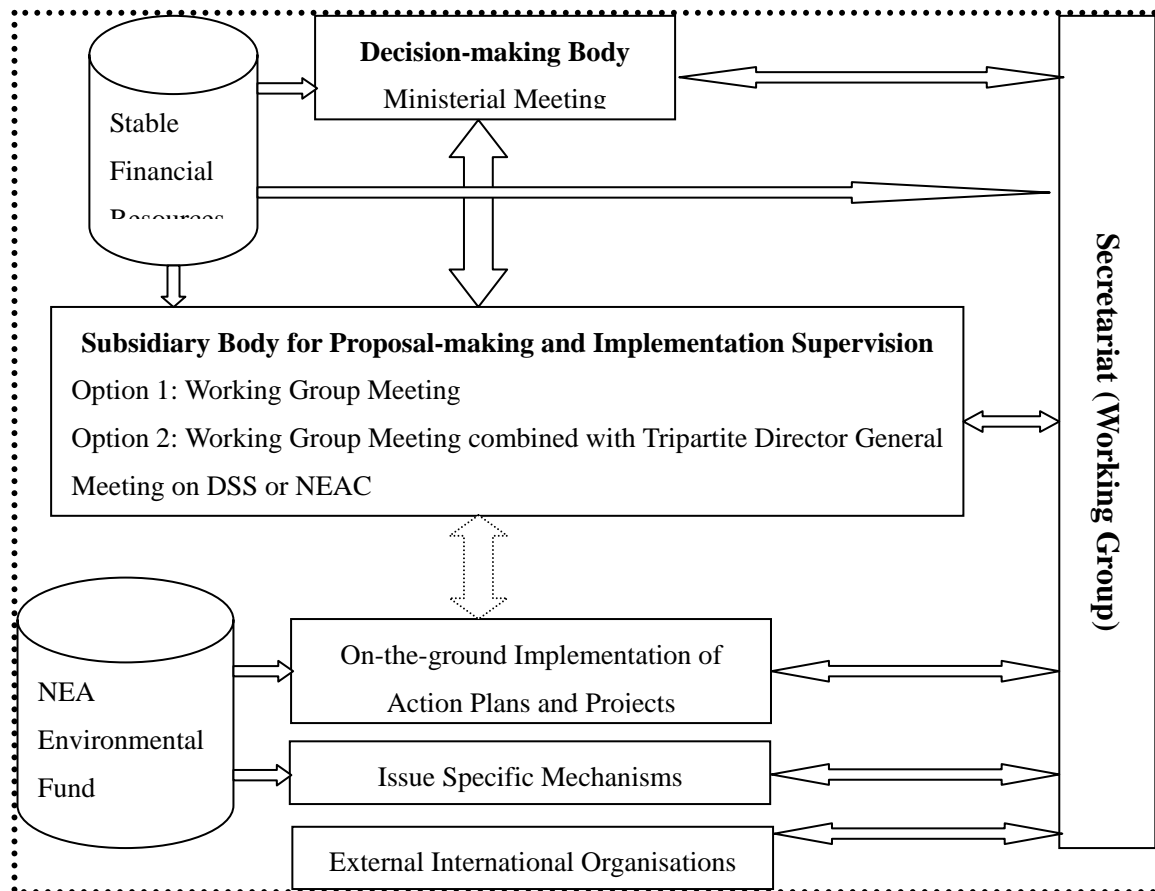 Decision-making Body
Ministerial Meeting
Stable
Financial
Resources
Subsidiary Body for Proposal-making and Implementation Supervision
Option 1: Working Group Meeting
Option 2: Working Group Meeting combined with Tripartite Director General
Meeting on DSS or NEAC
Secretariat (Working Group)
NEA
Environmental
Fund
On-the-ground Implementation of
Action Plans and Projects
Issue Specific Mechanisms
External International Organisations